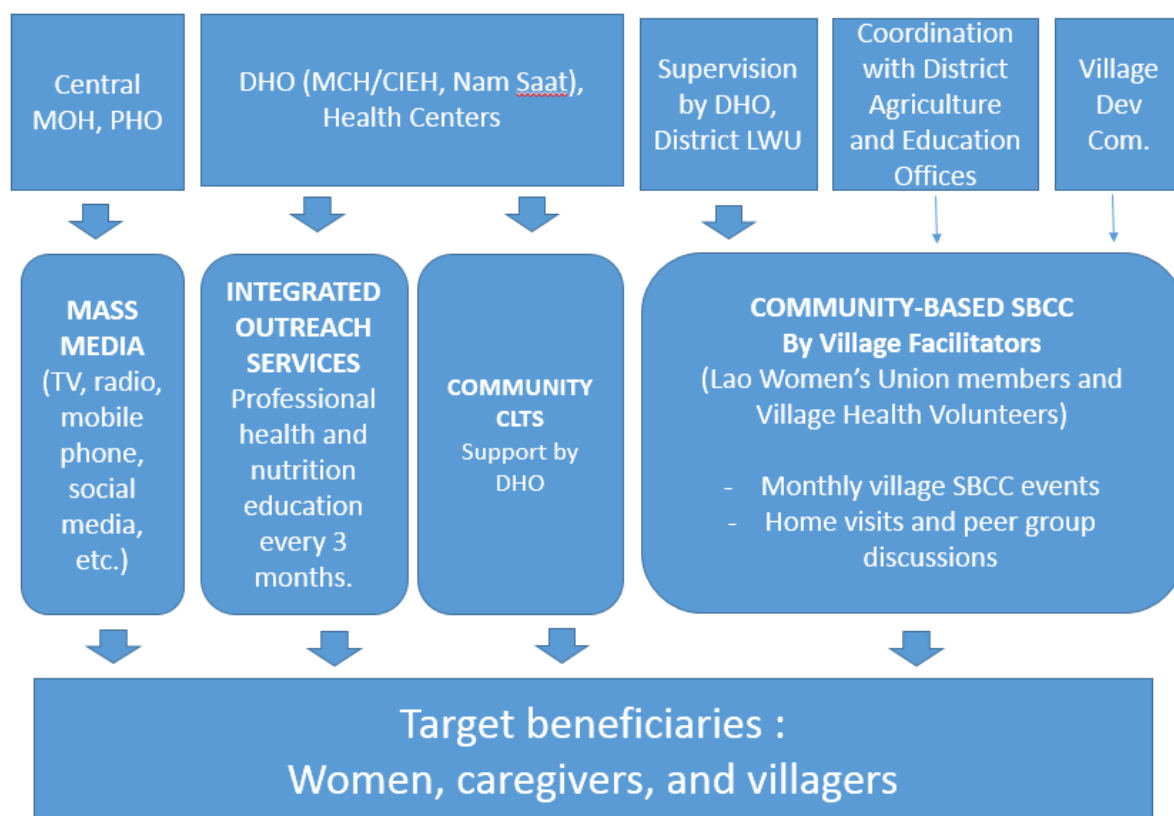 Central
MOH, PHO
DHO (MCH/CIEH, Nam Saat),
Health Centers
Supervision
by DHO,
District LWU
Coordination
with District
Agriculture
and Education
Offices
Village
Dev
Com.
MASS
MEDIA
(TV, radio,
mobile
phone,
social
media,
etc.)
INTEGRATED
OUTREACH
SERVICES
Professional
health and
nutrition
education
every 3
months.
COMMUNITY
CLTS
Support by
DHO
COMMUNITY-BASED SBCC
By Village Facilitators
(Lao Women’s Union members and
Village Health Volunteers)
- Monthly village SBCC events
- Home visits and peer group
discussions
Target beneficiaries :
Women, caregivers, and villagers